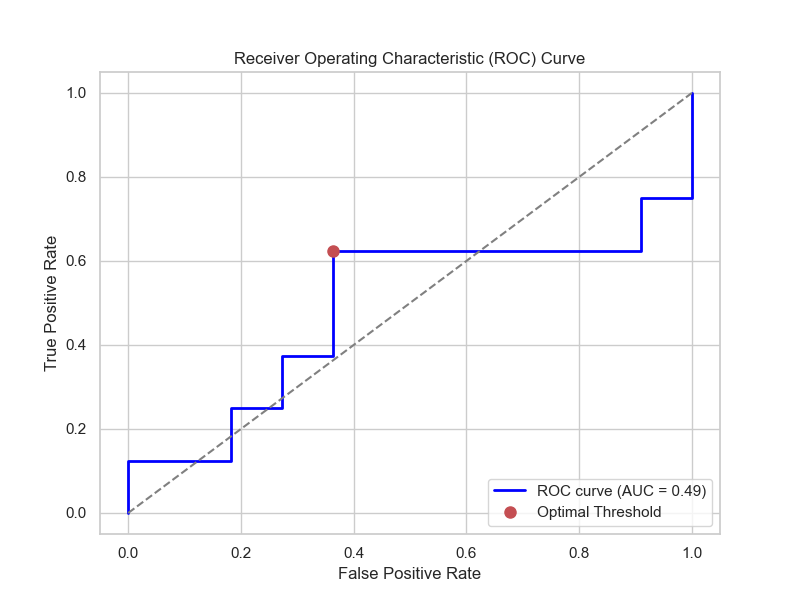 Receiver Operating Characteristic (ROC) Curve
True Positive Rate
1.0
0.8
0.6
0.4
0.2
0.0
ROC curve (AUC = 0.49)
Optimal Threshold
0.0 0.2 0.4 0.6 0.8 1.0
False Positive Rate